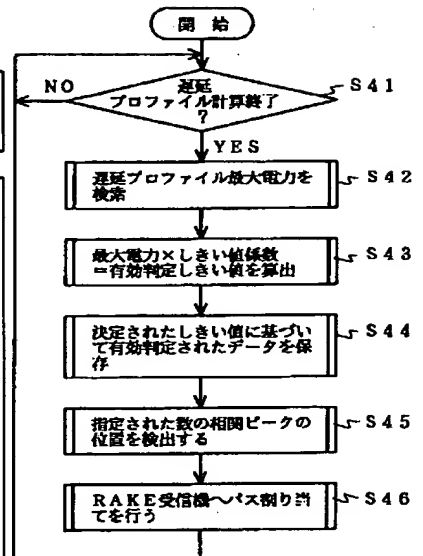 開 始
遅延
プロファイル計算終了
?
S41
NO
YES
遅延プロファイル最大電力を
検索
S42
最大電力×しきい値係数
=有効判定しきい値を算出
S43
決定されたしきい値に基づい
て有効判定されたデータを保
存
S44
指定された数の相関ピークの
位置を検出する
S45
RAKE受信機へパス割り当
てを行う
S46